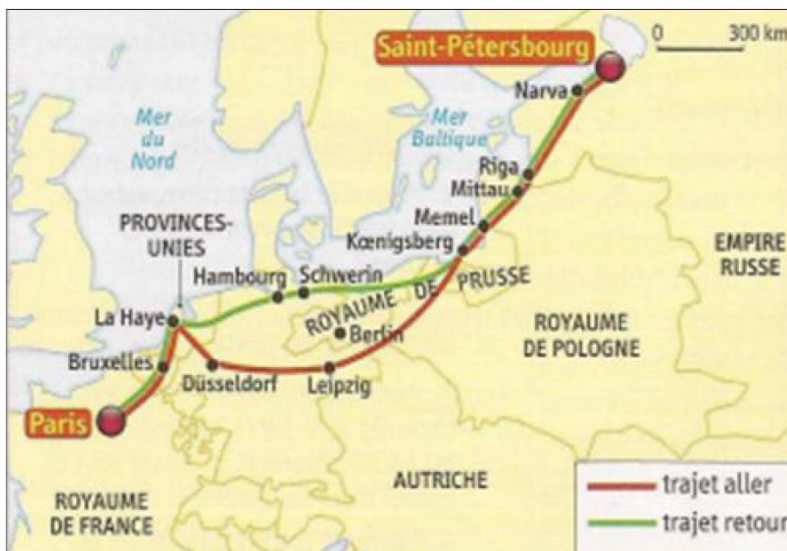 Saint-Pétersbourg
0 300 km
Narva
Mer
du
Nord
Mer
Baltique
Riga
Mittau
PROVINCES-
UNIES
Memel
Kœnigsberg
EMPIRE
RUSSE
Hambourg
Schwerin
ROYAUME DE PRUSSE
La Haye
Berlin
ROYAUME
DE POLOGNE
Bruxelles
Düsseldorf
Leipzig
Paris
AUTRICHE
ROYAUME
DE FRANCE
trajet aller
trajet retour